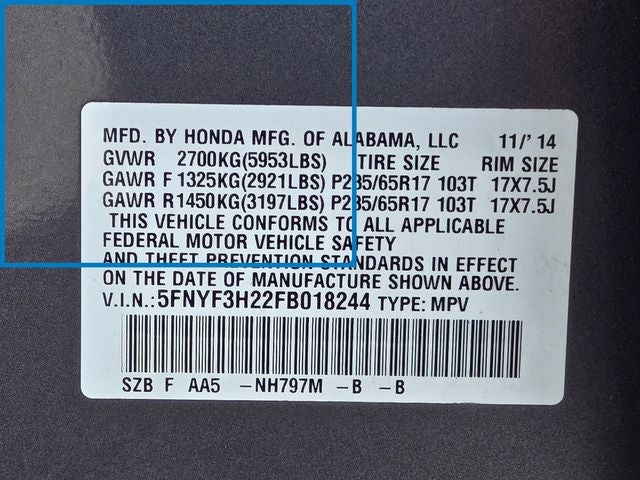 MFD. BY HONDA MFG. OF ALABAMA, LLC 11/' 14
GVWR 2700KG(5953LBS) TIRE SIZE RIM SIZE
GAWR F 1325KG(2921LBS) P235/65R17 103T 17X7.5J
GAWR R 1450KG(3197LBS) P235/65R17 103T 17X7.5J
THIS VEHICLE CONFORMS TO ALL APPLICABLE
FEDERAL MOTOR VEHICLE SAFETY
AND THEFT PREVENTION STANDARDS IN EFFECT
ON THE DATE OF MANUFACTURE SHOWN ABOVE.
V.I.N.: 5FNYF3H22FB018244 TYPE: MPV
SZB F AA5 -NH797M -B -B